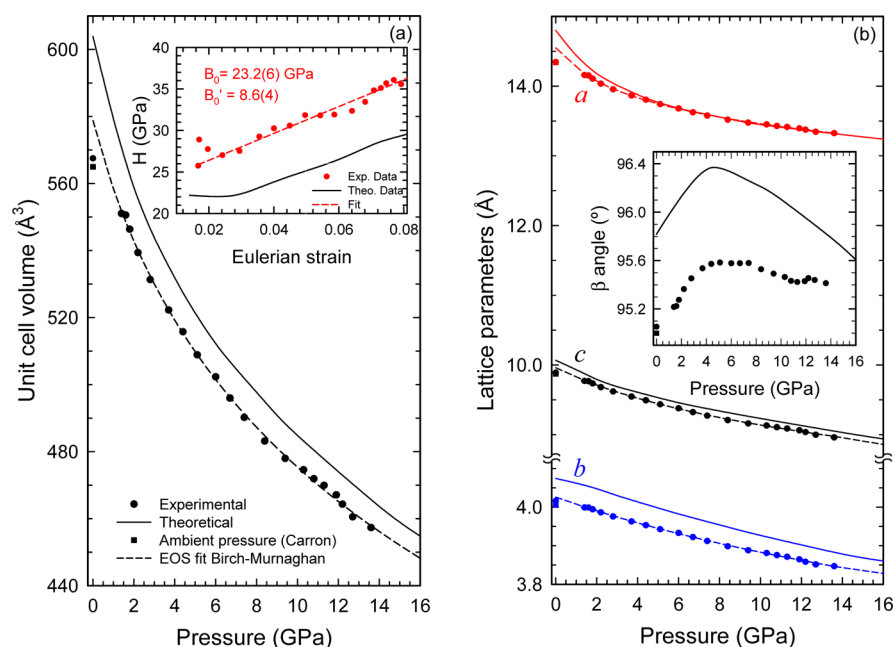 (a)
600
560
520
480
440
Unit cell volume (Å³)
0 2 4 6 8 10 12 14 16
Pressure (GPa)
40
35
30
25
20
15
H (GPa)
B₀= 23.2(6) GPa
B₀' = 8.6(4)
Exp. Data
Theo. Data
Fit
0.02 0.04 0.06 0.08
Eulerian strain
Experimental
Theoretical
Ambient pressure (Carron)
EOS fit Birch-Murnaghan
(b)
14.0
12.0
10.0
4.0
3.8
Lattice parameters (Å)
a
c
b
96.4
96.0
95.6
95.2
β angle (º)
0 2 4 6 8 10 12 14 16
Pressure (GPa)
0 2 4 6 8 10 12 14 16
Pressure (GPa)